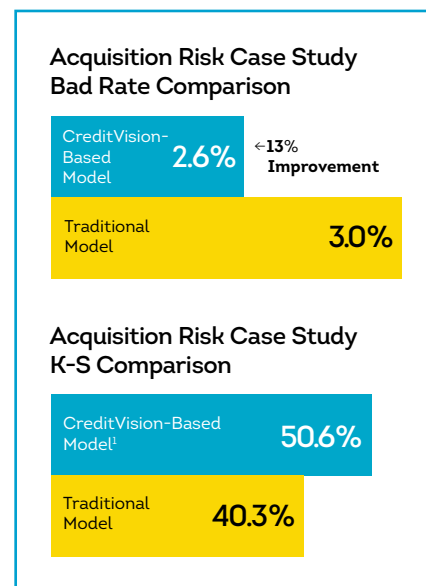 Acquisition Risk Case Study
Bad Rate Comparison
CreditVision-
Based
Model
2.6%
←13%
Improvement
Traditional
Model
3.0%
Acquisition Risk Case Study
K-S Comparison
CreditVision-Based
Model¹
50.6%
Traditional
Model
40.3%